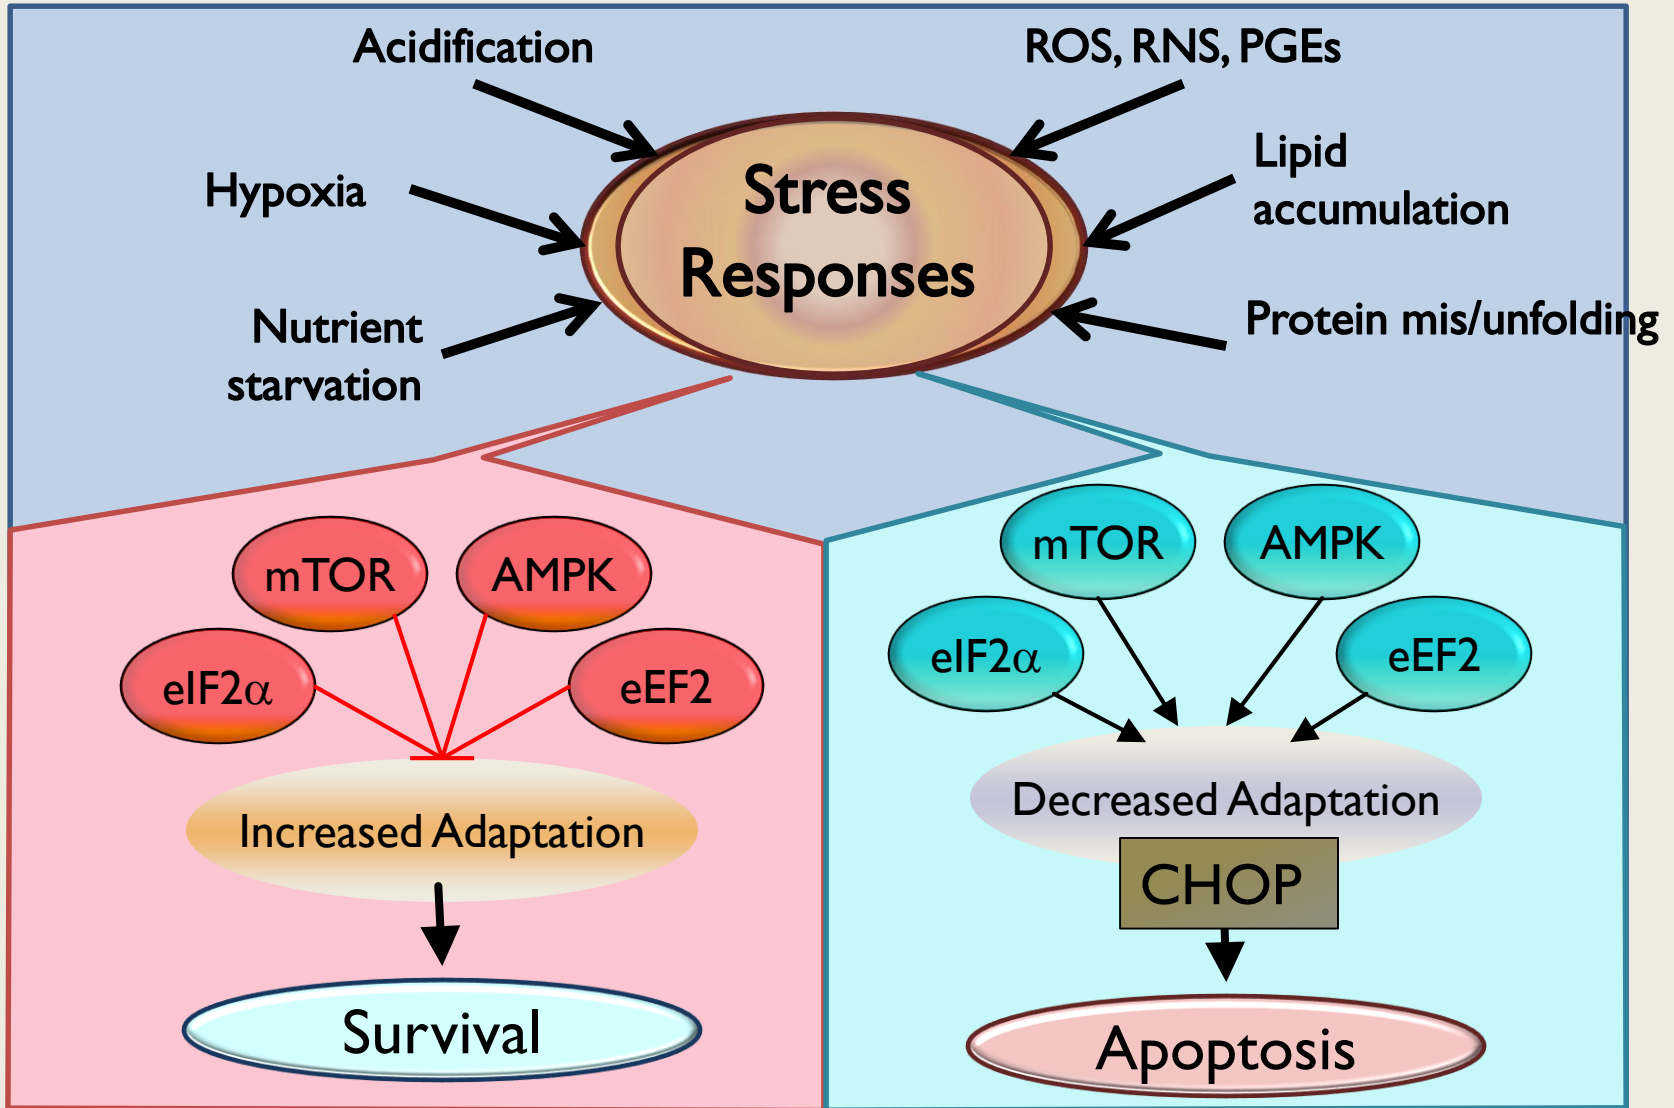 Acidification
ROS, RNS, PGEs
Hypoxia
Stress
Responses
Lipid
accumulation
Nutrient
starvation
Protein mis/unfolding
mTOR
AMPK
eIF2α
eEF2
Increased Adaptation
Survival
mTOR
AMPK
eIF2α
eEF2
Decreased Adaptation
CHOP
Apoptosis